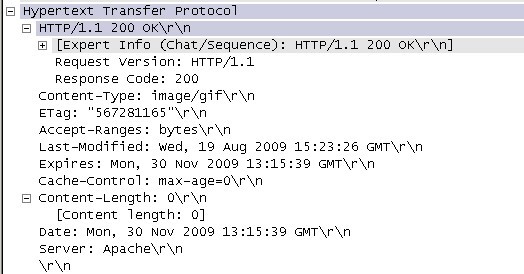 Hypertext Transfer Protocol
HTTP/1.1 200 OK\r\n
[Expert Info (Chat/Sequence): HTTP/1.1 200 OK\r\n]
Request Version: HTTP/1.1
Response Code: 200
Content-Type: image/gif\r\n
ETag: "567281165"\r\n
Accept-Ranges: bytes\r\n
Last-Modified: Wed, 19 Aug 2009 15:23:26 GMT\r\n
Expires: Mon, 30 Nov 2009 13:15:39 GMT\r\n
Cache-Control: max-age=0\r\n
Content-Length: 0\r\n
[Content length: 0]
Date: Mon, 30 Nov 2009 13:15:39 GMT\r\n
Server: Apache\r\n
\r\n